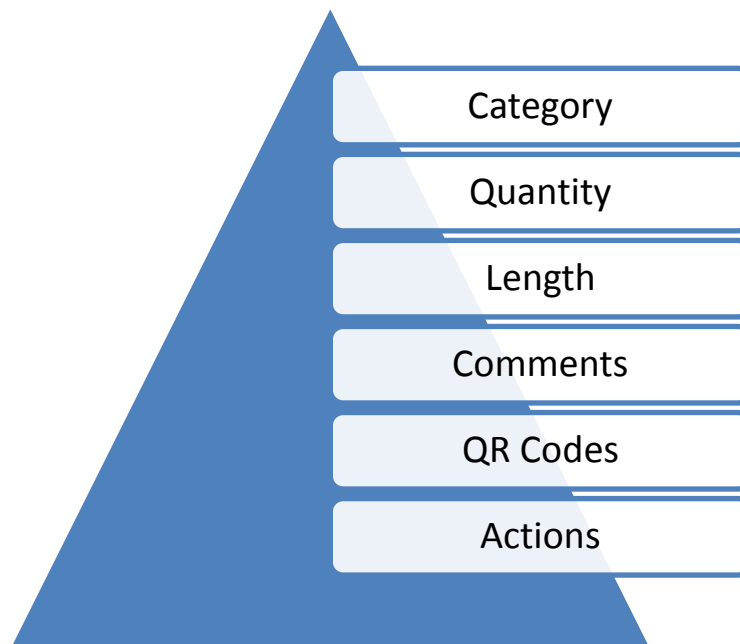 Category
Quantity
Length
Comments
QR Codes
Actions